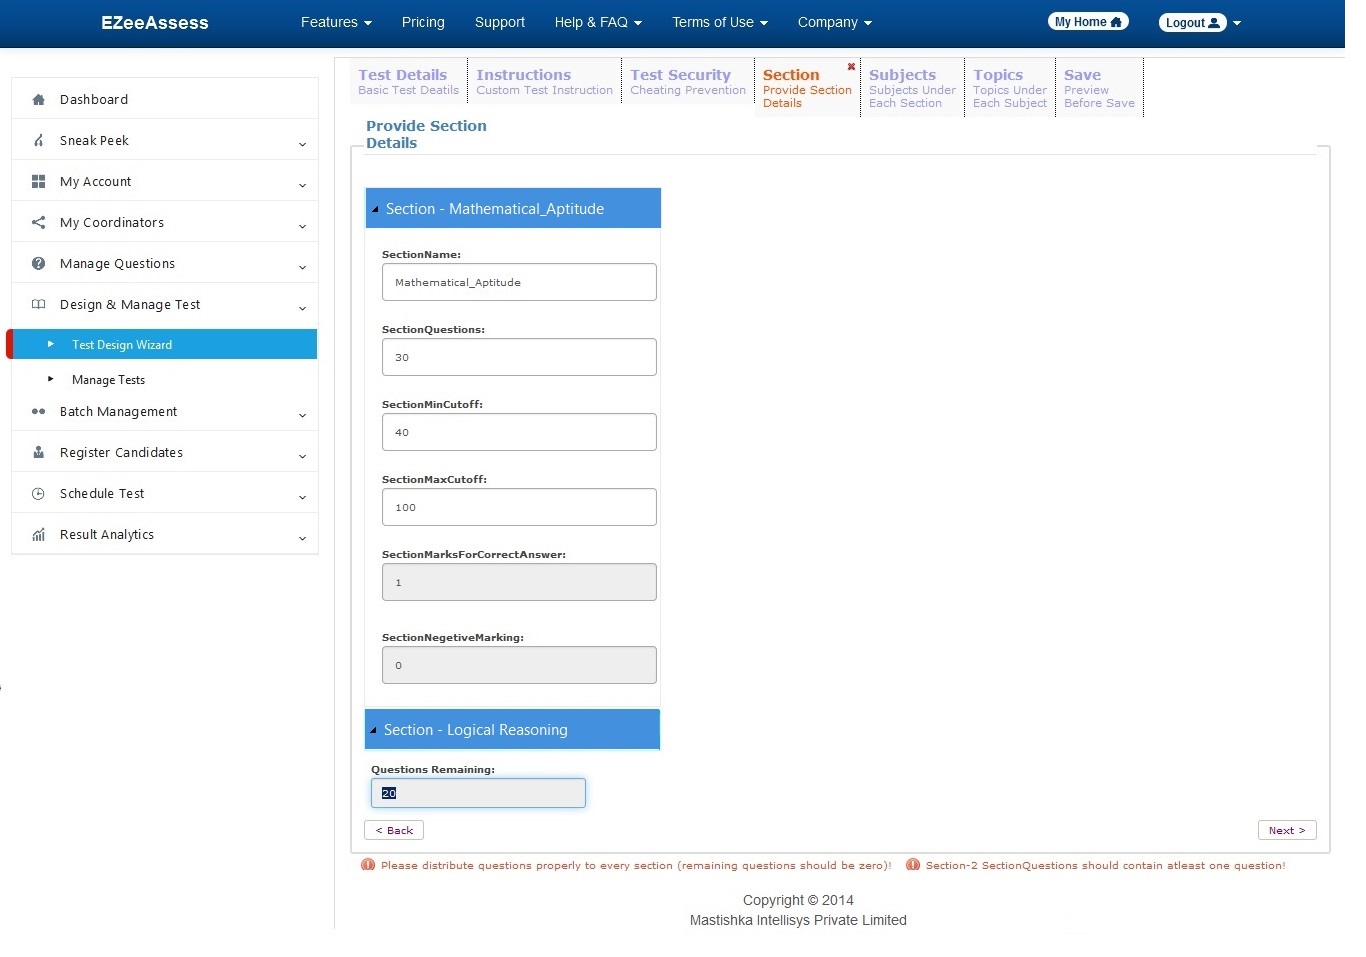 EZeeAssess
Features
Pricing
Support
Help & FAQ
Terms of Use
Company
My Home
Logout
Dashboard
Sneak Peek
My Account
My Coordinators
Manage Questions
Design & Manage Test
Test Design Wizard
Manage Tests
Batch Management
Register Candidates
Schedule Test
Result Analytics
Test Details
Basic Test Deatils
Instructions
Custom Test Instruction
Test Security
Cheating Prevention
Section
Provide Section
Details
Subjects
Subjects Under
Each Section
Topics
Topics Under
Each Subject
Save
Preview
Before Save
Provide Section
Details
Section - Mathematical_Aptitude
SectionName:
Mathematical_Aptitude
SectionQuestions:
30
SectionMinCutoff:
40
SectionMaxCutoff:
100
SectionMarksForCorrectAnswer:
1
SectionNegetiveMarking:
0
Section - Logical Reasoning
Questions Remaining:
20
< Back
Next >
Please distribute questions properly to every section (remaining questions should be zero)!
Section-2 SectionQuestions should contain atleast one question!
Copyright © 2014
Mastishka Intellisys Private Limited